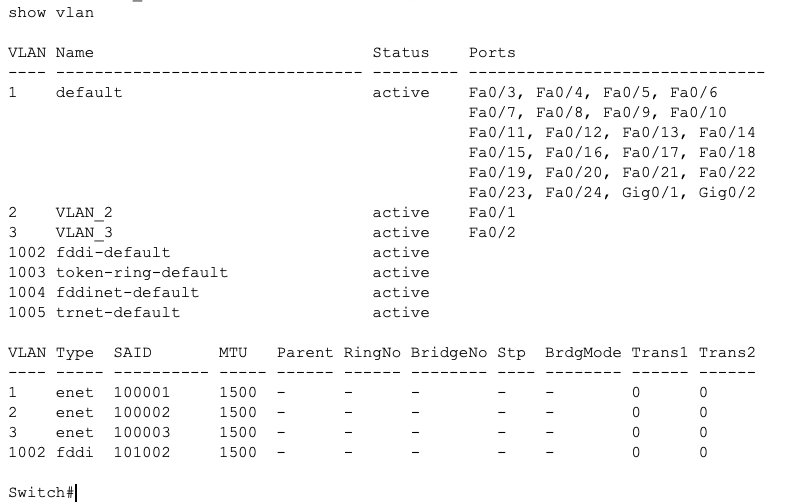 show vlan
VLAN Name                             Status    Ports
---- -------------------------------- --------- -------------------------------
1    default                          active    Fa0/3, Fa0/4, Fa0/5, Fa0/6
                                                Fa0/7, Fa0/8, Fa0/9, Fa0/10
                                                Fa0/11, Fa0/12, Fa0/13, Fa0/14
                                                Fa0/15, Fa0/16, Fa0/17, Fa0/18
                                                Fa0/19, Fa0/20, Fa0/21, Fa0/22
                                                Fa0/23, Fa0/24, Gig0/1, Gig0/2
2    VLAN_2                           active    Fa0/1
3    VLAN_3                           active    Fa0/2
1002 fddi-default                     active
1003 token-ring-default               active
1004 fddinet-default                  active
1005 trnet-default                    active
VLAN Type  SAID       MTU   Parent RingNo BridgeNo Stp  BrdgMode Trans1 Trans2
---- ----- ---------- ----- ------ ------ -------- ---- -------- ------ ------
1    enet  100001     1500  -      -      -        -    -        0      0
2    enet  100002     1500  -      -      -        -    -        0      0
3    enet  100003     1500  -      -      -        -    -        0      0
1002 fddi  101002     1500  -      -      -        -    -        0      0
Switch#